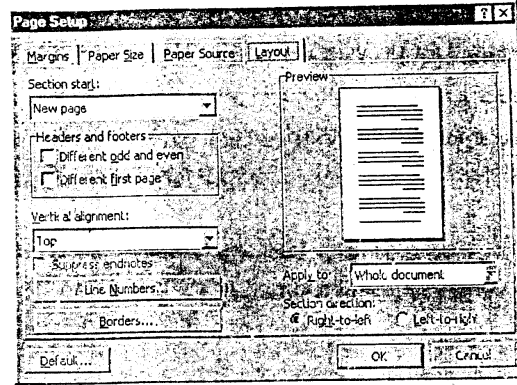 Page Setup
Margins Paper Size Paper Source Layout
Section start:
New page
Headers and footers
Different odd and even
Different first page
Vertical alignment:
Top
Suppress endnotes
Line Numbers...
Borders...
Default...
Preview
Apply to: Whole document
Section direction:
Right-to-left Left-to-right
OK Cancel